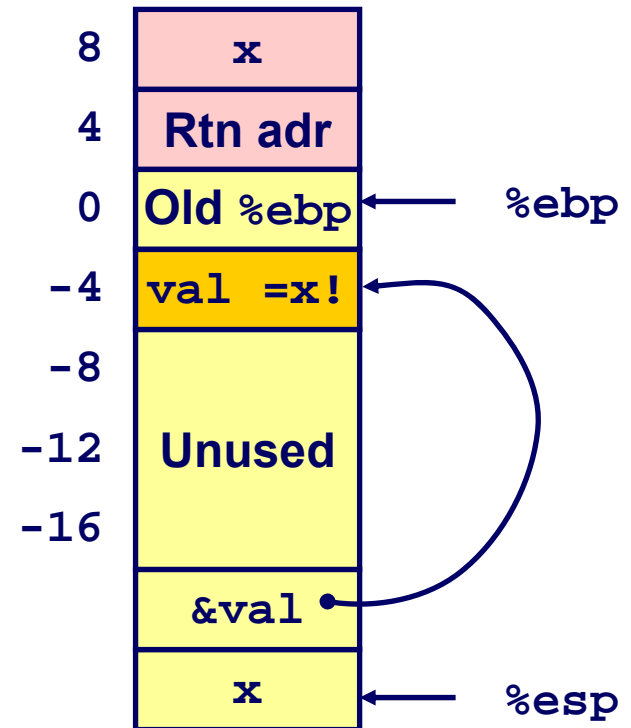 8 x
4 Rtn adr
0 Old %ebp %ebp
-4 val =x!
-8
-12 Unused
-16
&val
x %esp